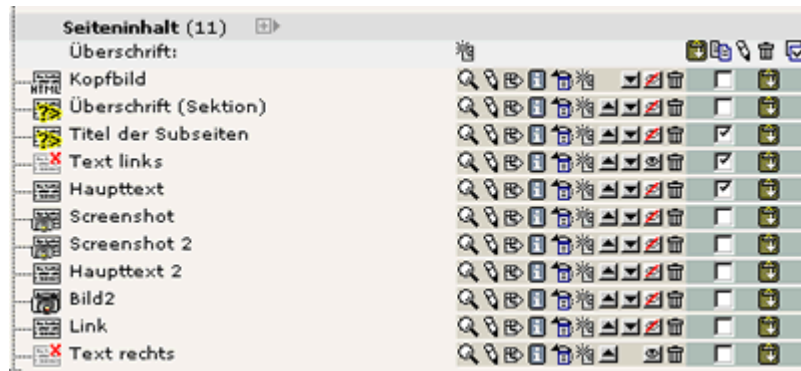 Seiteninhalt (11)
Überschrift:
HTML Kopfbild
Überschrift (Sektion)
Titel der Subseiten
Text links
Haupttext
Screenshot
Screenshot 2
Haupttext 2
Bild2
Link
Text rechts